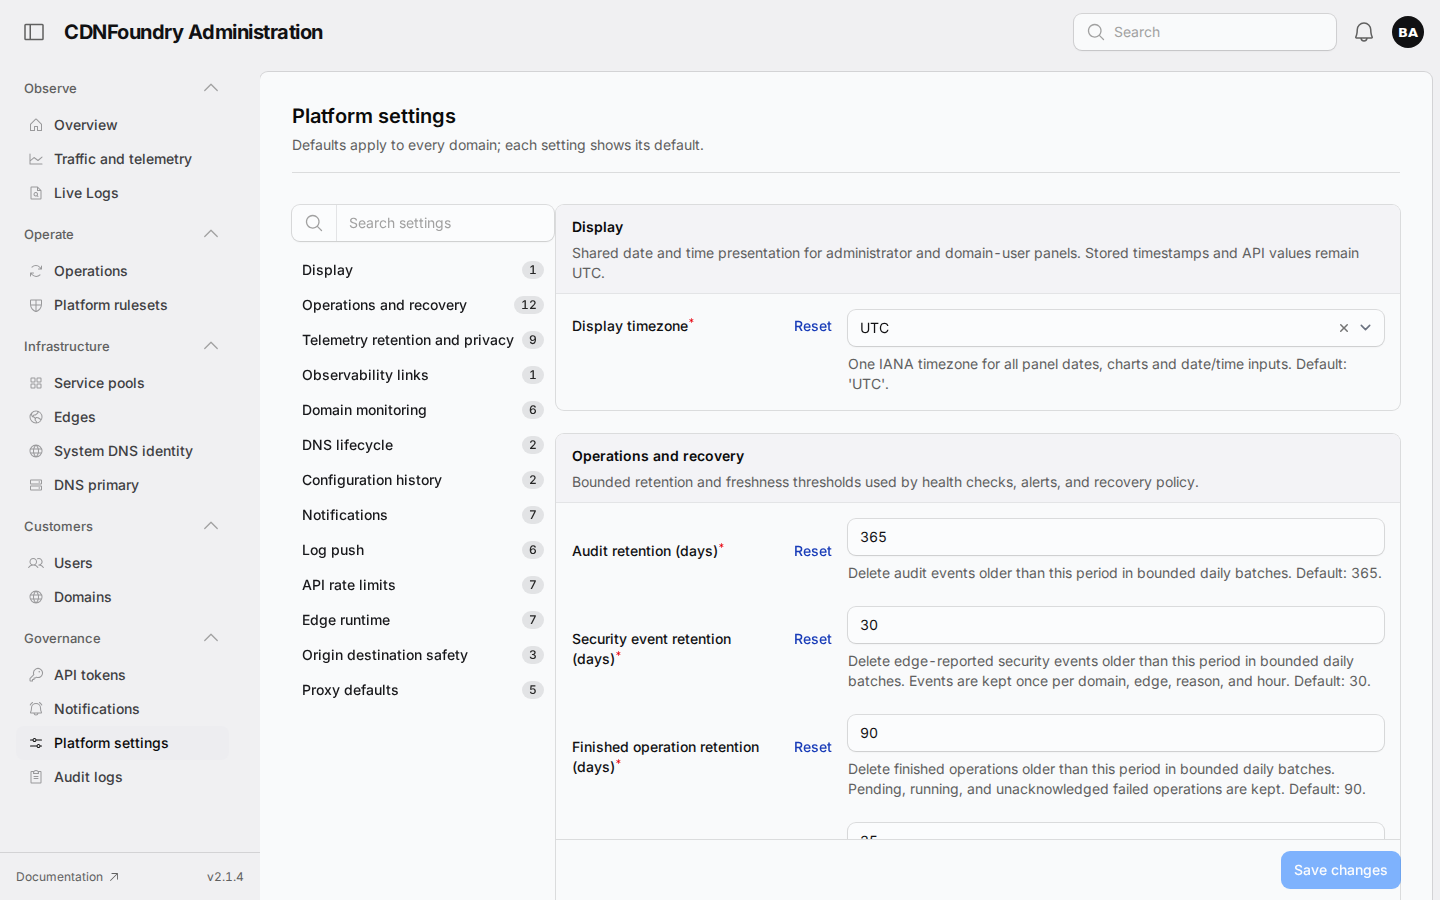 CDNFoundry Administration
Search
BA
Observe
Overview
Traffic and telemetry
Live Logs
Operate
Operations
Platform rulesets
Infrastructure
Service pools
Edges
System DNS identity
DNS primary
Customers
Users
Domains
Governance
API tokens
Notifications
Platform settings
Audit logs
Documentation
v2.1.4
Platform settings
Defaults apply to every domain; each setting shows its default.
Search settings
Display 1
Operations and recovery 12
Telemetry retention and privacy 9
Observability links 1
Domain monitoring 6
DNS lifecycle 2
Configuration history 2
Notifications 7
Log push 6
API rate limits 7
Edge runtime 7
Origin destination safety 3
Proxy defaults 5
Display
Shared date and time presentation for administrator and domain-user panels. Stored timestamps and API values remain
UTC.
Display timezone* Reset UTC
One IANA timezone for all panel dates, charts and date/time inputs. Default:
'UTC'.
Operations and recovery
Bounded retention and freshness thresholds used by health checks, alerts, and recovery policy.
Audit retention (days)* Reset 365
Delete audit events older than this period in bounded daily batches. Default: 365.
Security event retention
(days)*
Reset
30
Delete edge-reported security events older than this period in bounded daily
batches. Events are kept once per domain, edge, reason, and hour. Default: 30.
Finished operation retention
(days)*
Reset
90
Delete finished operations older than this period in bounded daily batches.
Pending, running, and unacknowledged failed operations are kept. Default: 90.
Save changes